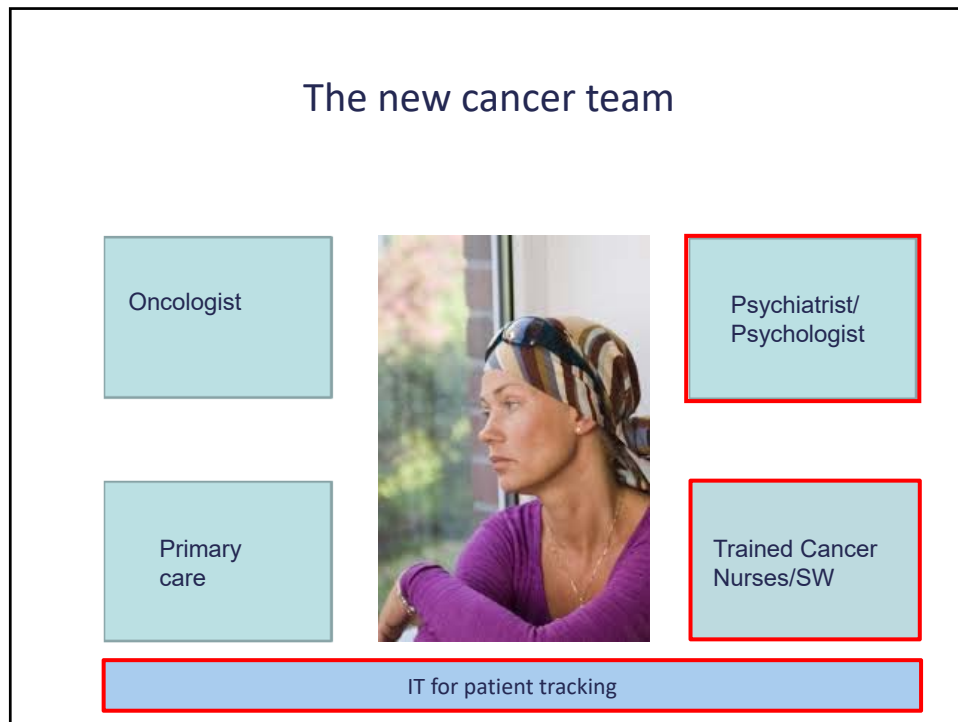 The new cancer team
Oncologist
Psychiatrist/
Psychologist
Primary
care
Trained Cancer
Nurses/SW
IT for patient tracking